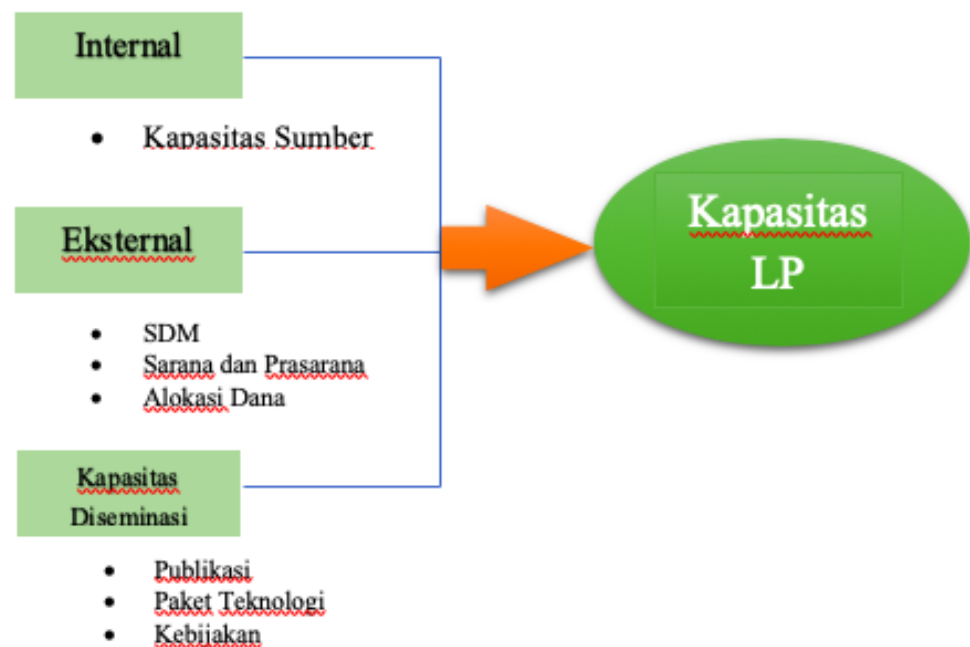 Internal
• Kapasitas Sumber
Eksternal
• SDM
• Sarana dan Prasarana
• Alokasi Dana
Kapasitas
Diseminasi
• Publikasi
• Paket Teknologi
• Kebijakan
Kapasitas
LP